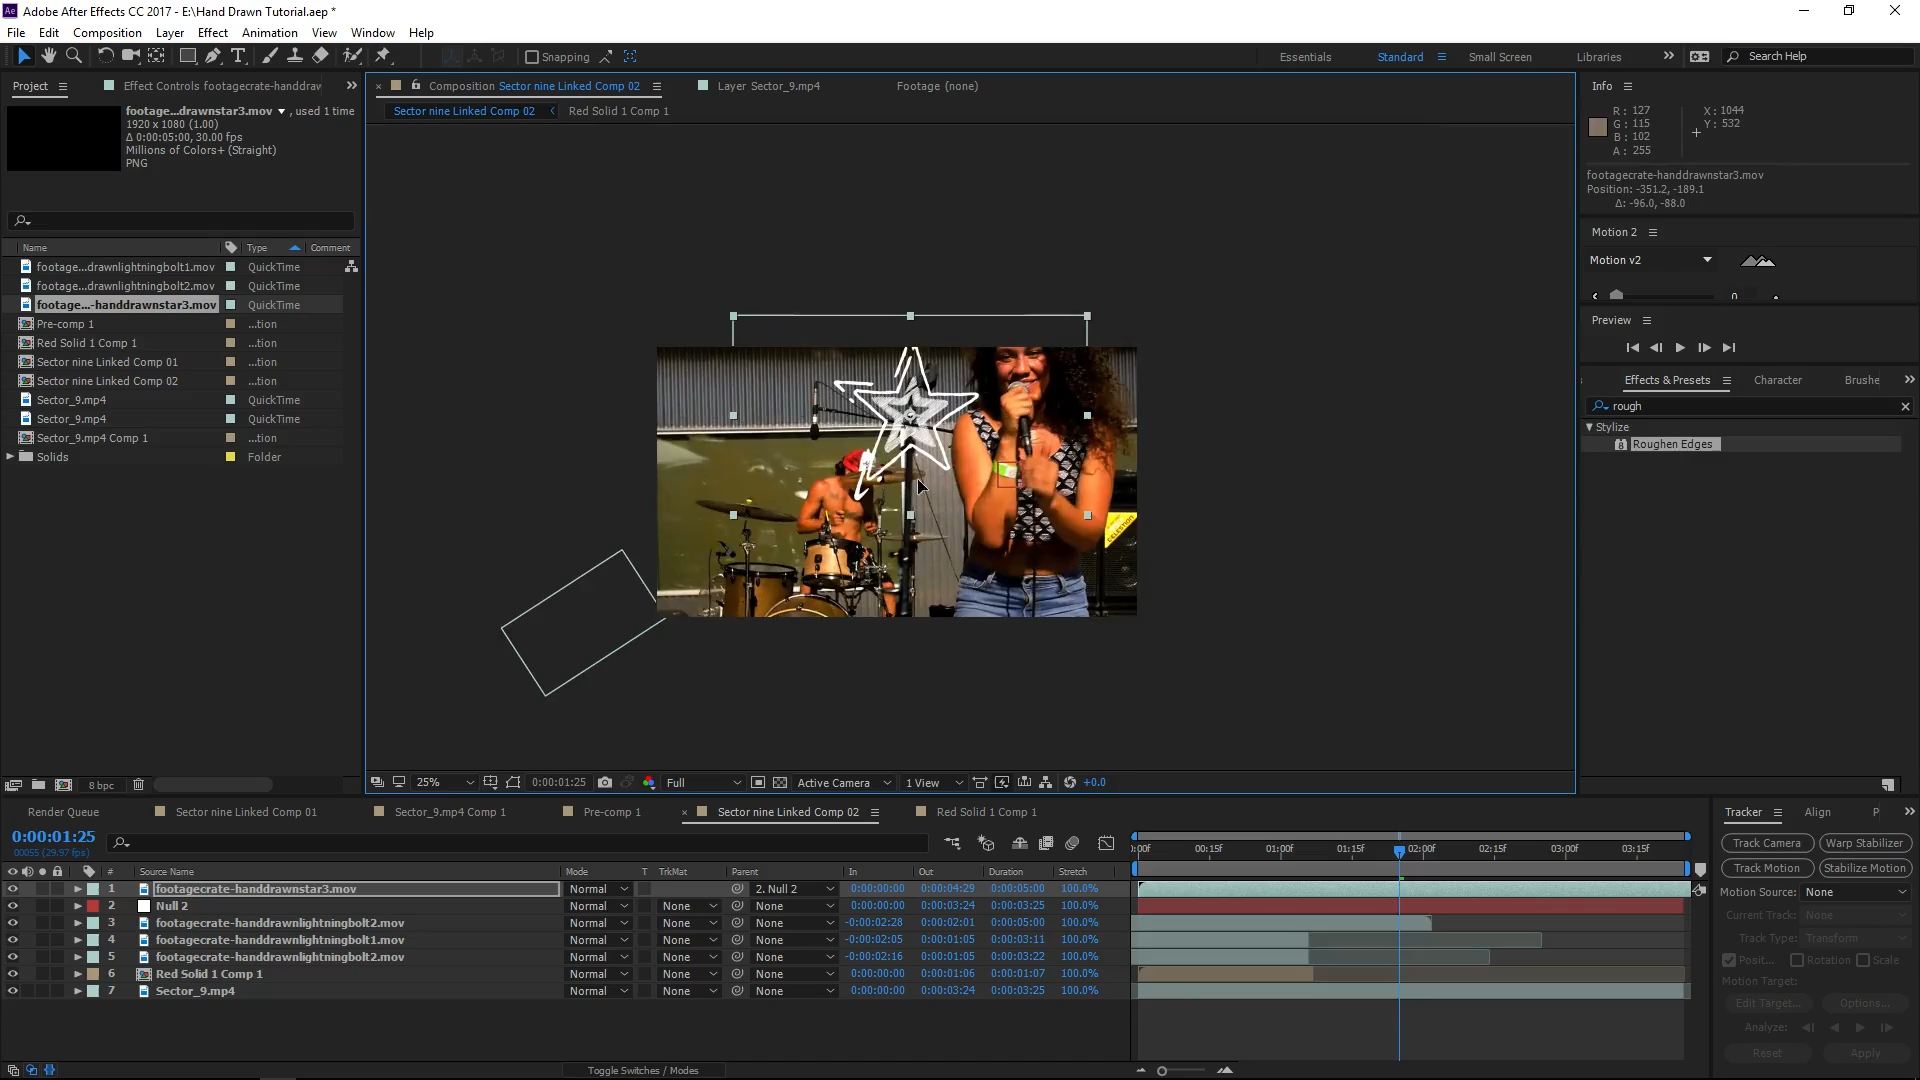 Adobe After Effects CC 2017 - E:\Hand Drawn Tutorial.aep *
File Edit Composition Layer Effect Animation View Window Help
Snapping Essentials Standard Small Screen Libraries Search Help
Project Effect Controls footagecrate-handdraw
footage...drawnstar3.mov , used 1 time
1920 x 1080 (1.00)
Δ 0:00:05:00, 30.00 fps
Millions of Colors+ (Straight)
PNG
Name Type Comment
footage...drawnlightningbolt1.mov QuickTime
footage...drawnlightningbolt2.mov QuickTime
footage...-handdrawnstar3.mov QuickTime
Pre-comp 1 ...tion
Red Solid 1 Comp 1 ...tion
Sector nine Linked Comp 01 ...tion
Sector nine Linked Comp 02 ...tion
Sector_9.mp4 QuickTime
Sector_9.mp4 QuickTime
Sector_9.mp4 Comp 1 ...tion
Solids Folder
8 bpc
Composition Sector nine Linked Comp 02 Layer Sector_9.mp4 Footage (none)
Sector nine Linked Comp 02 Red Solid 1 Comp 1
25% 0:00:01:25 Full Active Camera 1 View +0.0
Info
R: 127 X: 1044
G: 115 Y: 532
B: 102
A: 255
footagecrate-handdrawnstar3.mov
Position: -351.2, -189.1
Δ: -96.0, -88.0
Motion 2
Motion v2
0
Preview
Effects & Presets Character Brushe
rough
Stylize
Roughen Edges
Render Queue Sector nine Linked Comp 01 Sector_9.mp4 Comp 1 Pre-comp 1 Sector nine Linked Comp 02 Red Solid 1 Comp 1
0:00:01:25
00055 (29.97 fps)
:00f 00:15f 01:00f 01:15f 02:00f 02:15f 03:00f 03:15f
# Source Name Mode T TrkMat Parent In Out Duration Stretch
1 footagecrate-handdrawnstar3.mov Normal 2. Null 2 0:00:00:00 0:00:04:29 0:00:05:00 100.0%
2 Null 2 Normal None None 0:00:00:00 0:00:03:24 0:00:03:25 100.0%
3 footagecrate-handdrawnlightningbolt2.mov Normal None None -0:00:02:28 0:00:02:01 0:00:05:00 100.0%
4 footagecrate-handdrawnlightningbolt1.mov Normal None None -0:00:02:05 0:00:01:05 0:00:03:11 100.0%
5 footagecrate-handdrawnlightningbolt2.mov Normal None None -0:00:02:16 0:00:01:05 0:00:03:22 100.0%
6 Red Solid 1 Comp 1 Normal None None 0:00:00:00 0:00:01:06 0:00:01:07 100.0%
7 Sector_9.mp4 Normal None None 0:00:00:00 0:00:03:24 0:00:03:25 100.0%
Toggle Switches / Modes
Tracker Align P
Track Camera Warp Stabilizer
Track Motion Stabilize Motion
Motion Source: None
Current Track: None
Track Type: Transform
Posit... Rotation Scale
Motion Target:
Edit Target... Options...
Analyze:
Reset Apply